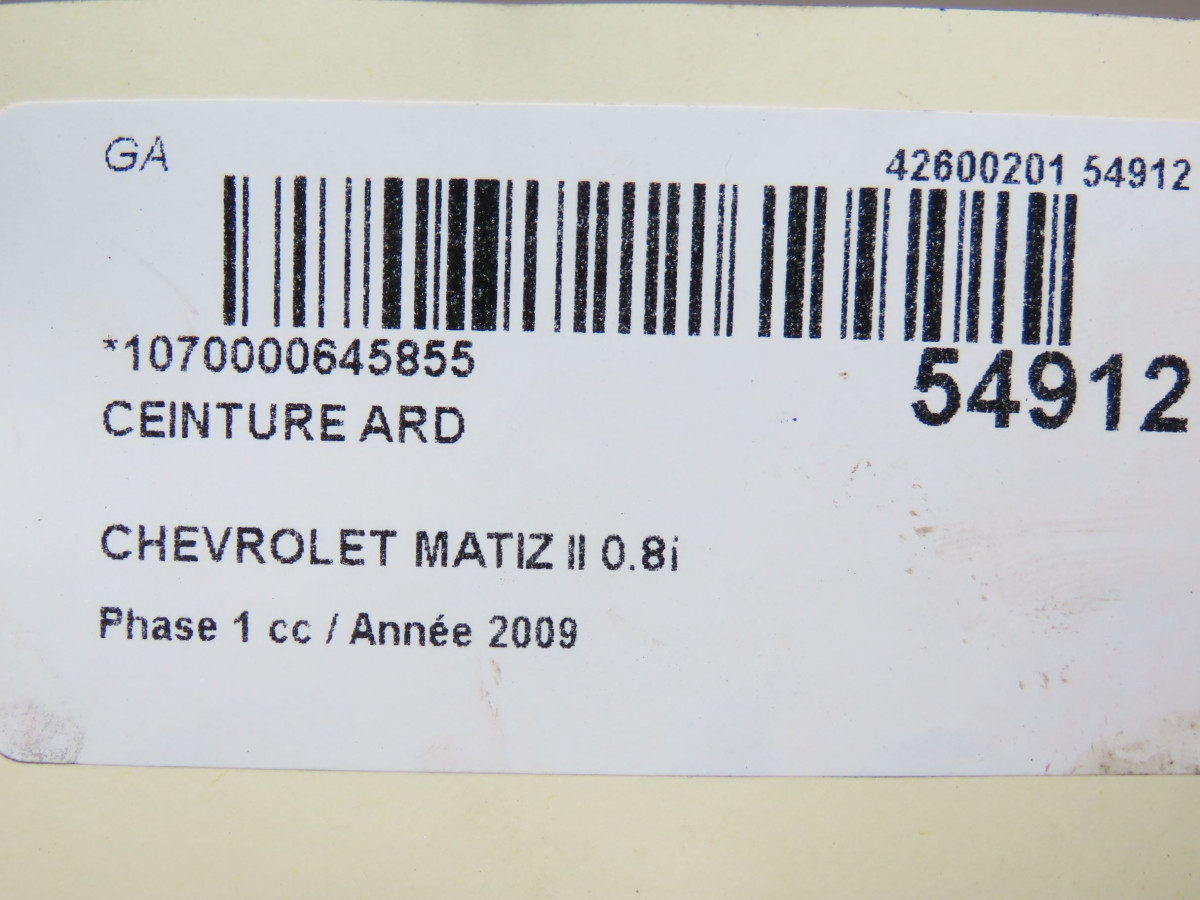 GA
42600201 54912
*1070000645855
54912
CEINTURE ARD
CHEVROLET MATIZ II 0.8i
Phase 1 cc / Année 2009